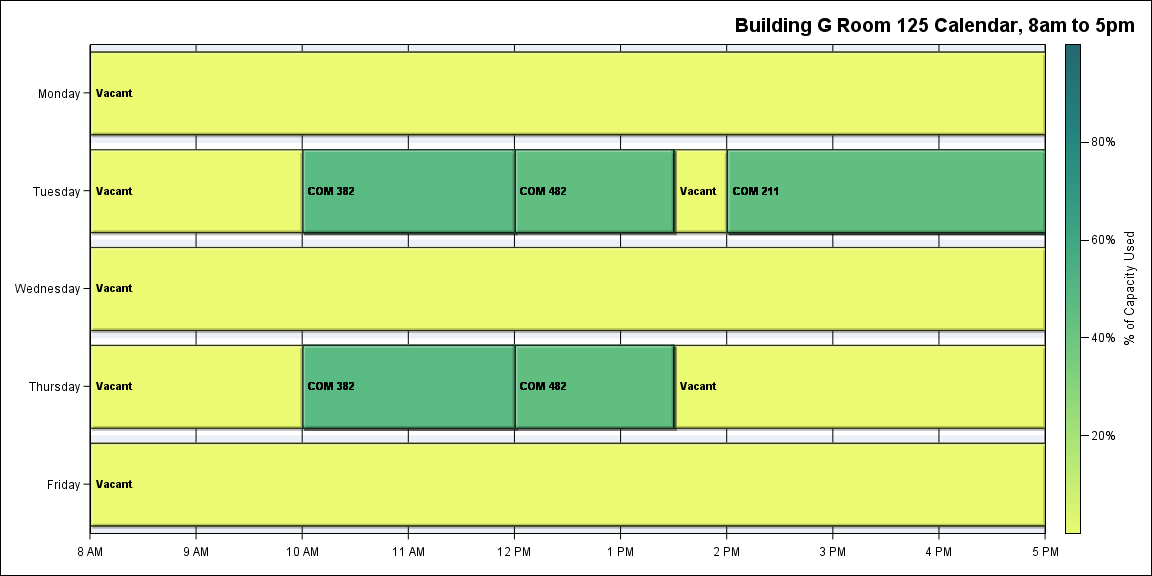 Building G Room 125 Calendar, 8am to 5pm
Monday
Vacant
Tuesday
Vacant
COM 382
COM 482
Vacant
COM 211
Wednesday
Vacant
Thursday
Vacant
COM 382
COM 482
Vacant
Friday
Vacant
8 AM
9 AM
10 AM
11 AM
12 PM
1 PM
2 PM
3 PM
4 PM
5 PM
80%
60%
40%
20%
% of Capacity Used